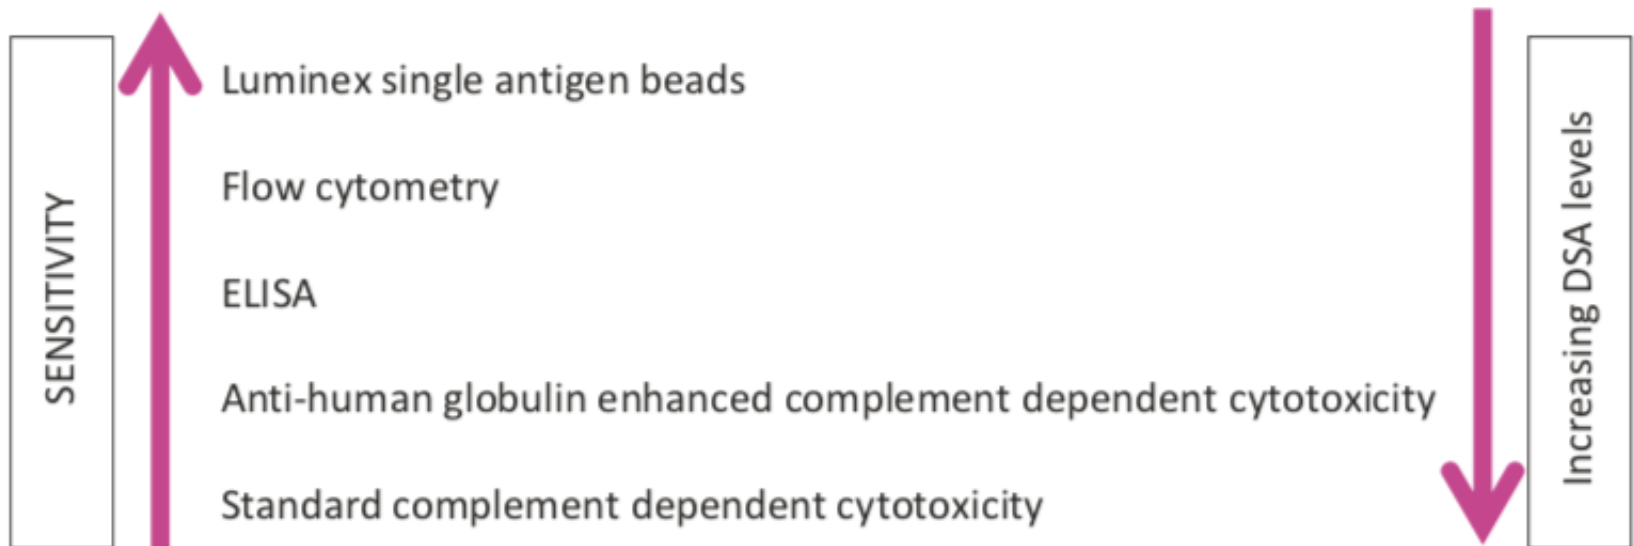 SENSITIVITY
Luminex single antigen beads
Flow cytometry
ELISA
Anti-human globulin enhanced complement dependent cytotoxicity
Standard complement dependent cytotoxicity
Increasing DSA levels